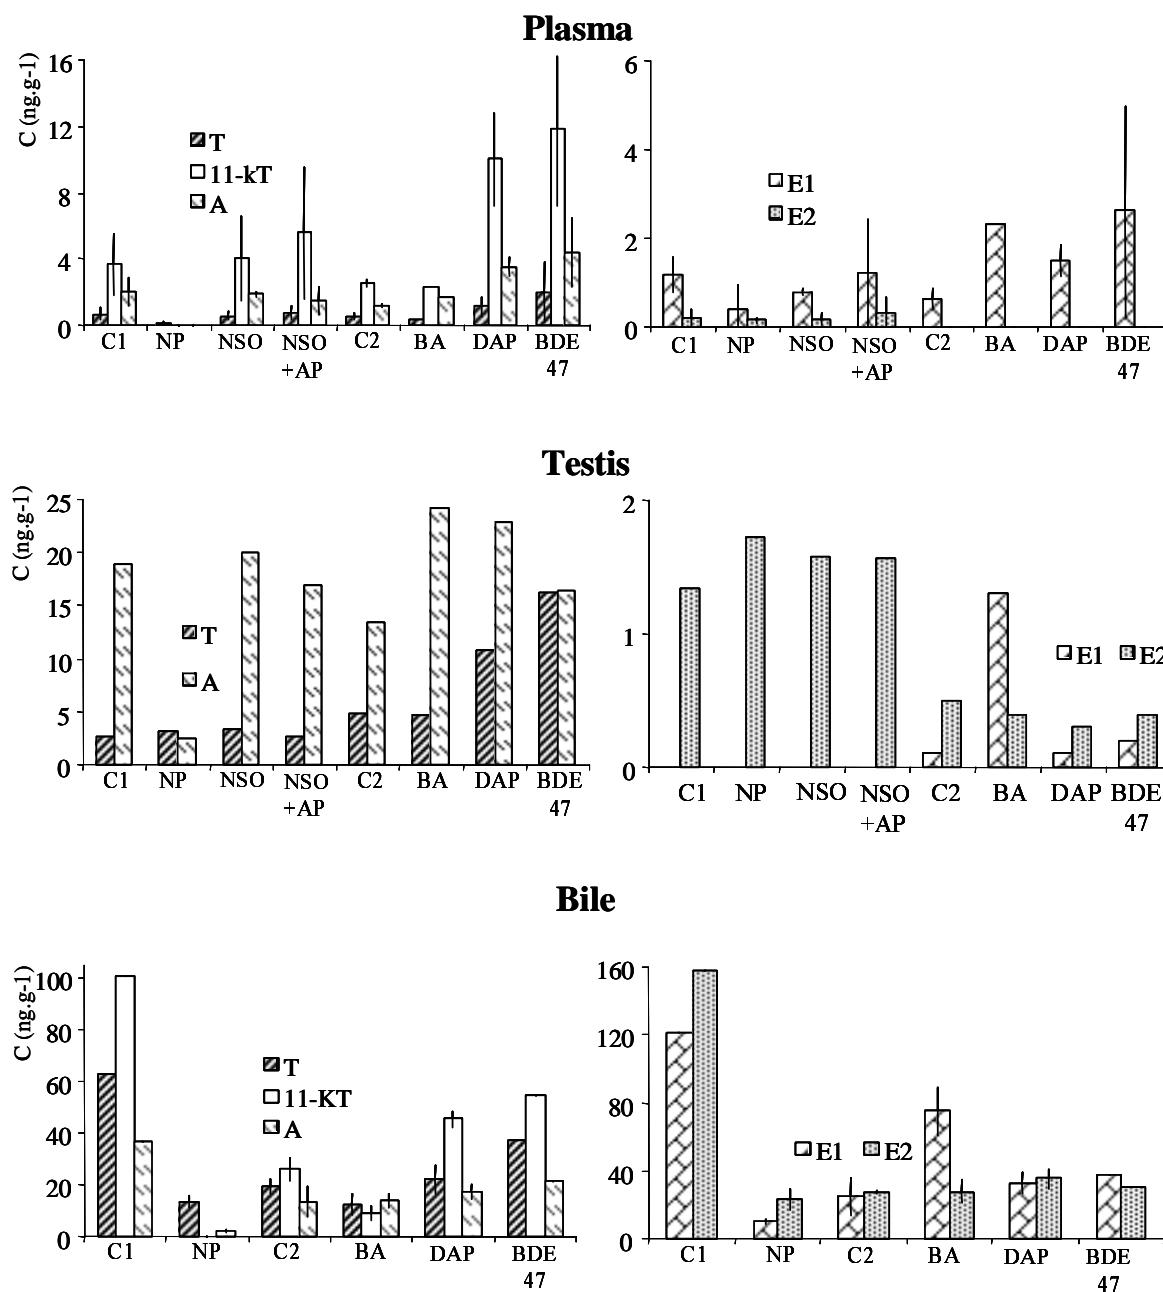 Plasma
C (ng.g-1)
16
12
8
4
0
T
11-kT
A
C1 NP NSO NSO C2 BA DAP BDE
+AP 47
6
4
2
0
E1
E2
C1 NP NSO NSO C2 BA DAP BDE
+AP 47
Testis
C (ng.g-1)
25
20
15
10
5
0
T
A
C1 NP NSO NSO C2 BA DAP BDE
+AP 47
2
1
0
E1 E2
C1 NP NSO NSO C2 BA DAP BDE
+AP 47
Bile
C (ng.g-1)
100
80
60
40
20
0
T
11-KT
A
C1 NP C2 BA DAP BDE
47
160
120
80
40
0
E1 E2
C1 NP C2 BA DAP BDE
47